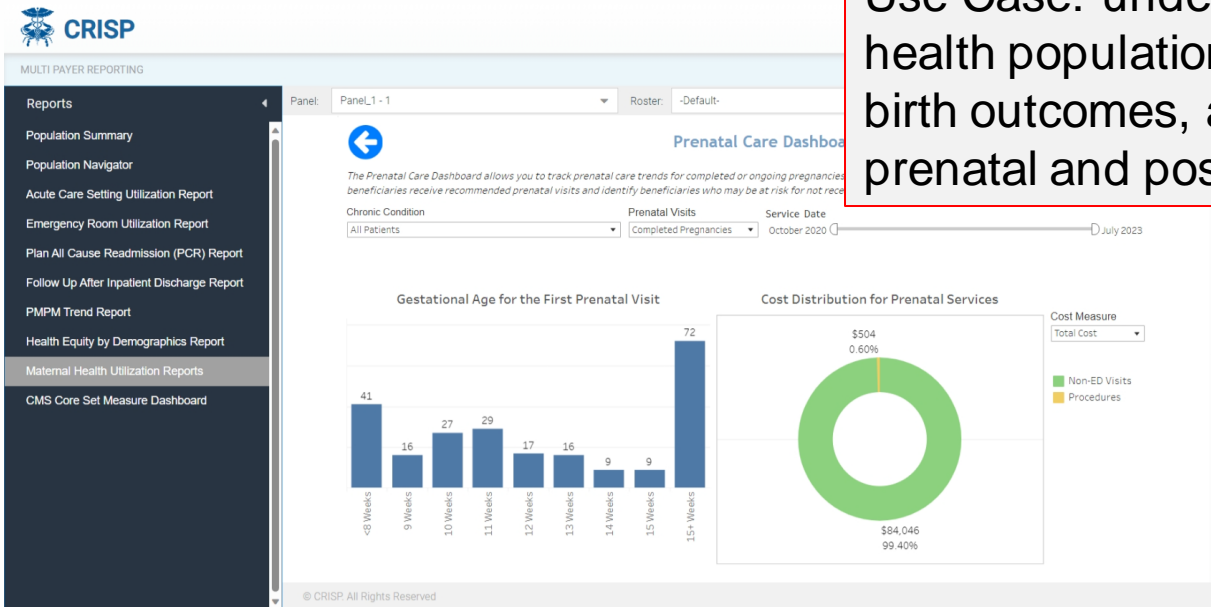 CRISP
MULTI PAYER REPORTING
Use Case:
health population
birth outcomes,
prenatal and
Reports
Population Summary
Population Navigator
Acute Care Setting Utilization Report
Emergency Room Utilization Report
Plan All Cause Readmission (PCR) Report
Follow Up After Inpatient Discharge Report
PMPM Trend Report
Health Equity by Demographics Report
Maternal Health Utilization Reports
CMS Core Set Measure Dashboard
Panel: Panel_1 - 1 Roster: -Default-
Prenatal Care
The Prenatal Care Dashboard allows you to track prenatal care trends for completed or ongoing pregnancies
beneficiaries receive recommended prenatal visits and identify beneficiaries who may be at risk for not
Chronic Condition Prenatal Visits Service Date
All Patients Completed Pregnancies October 2020 July 2023
Gestational Age for the First Prenatal Visit
72
41
16
27
29
17
16
9
9
<8 Weeks
9 Weeks
10 Weeks
11 Weeks
12 Weeks
13 Weeks
14 Weeks
15 Weeks
15+ Weeks
Cost Distribution for Prenatal Services
$504
0.60%
$84,046
99.40%
Cost Measure
Total Cost
Non-ED Visits
Procedures
© CRISP. All Rights Reserved